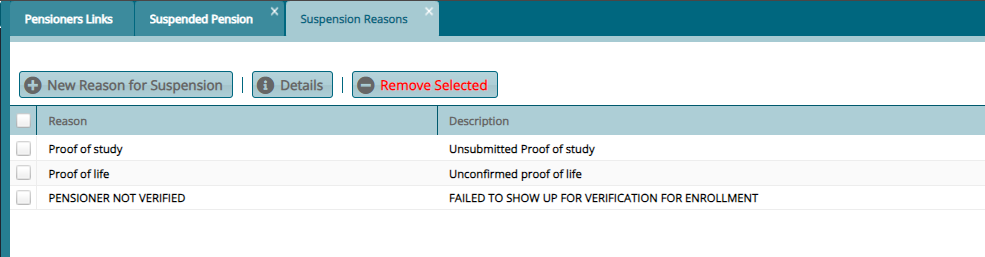 Pensioners Links Suspended Pension Suspension Reasons
New Reason for Suspension Details Remove Selected
Reason Description
Proof of study Unsubmitted Proof of study
Proof of life Unconfirmed proof of life
PENSIONER NOT VERIFIED FAILED TO SHOW UP FOR VERIFICATION FOR ENROLLMENT